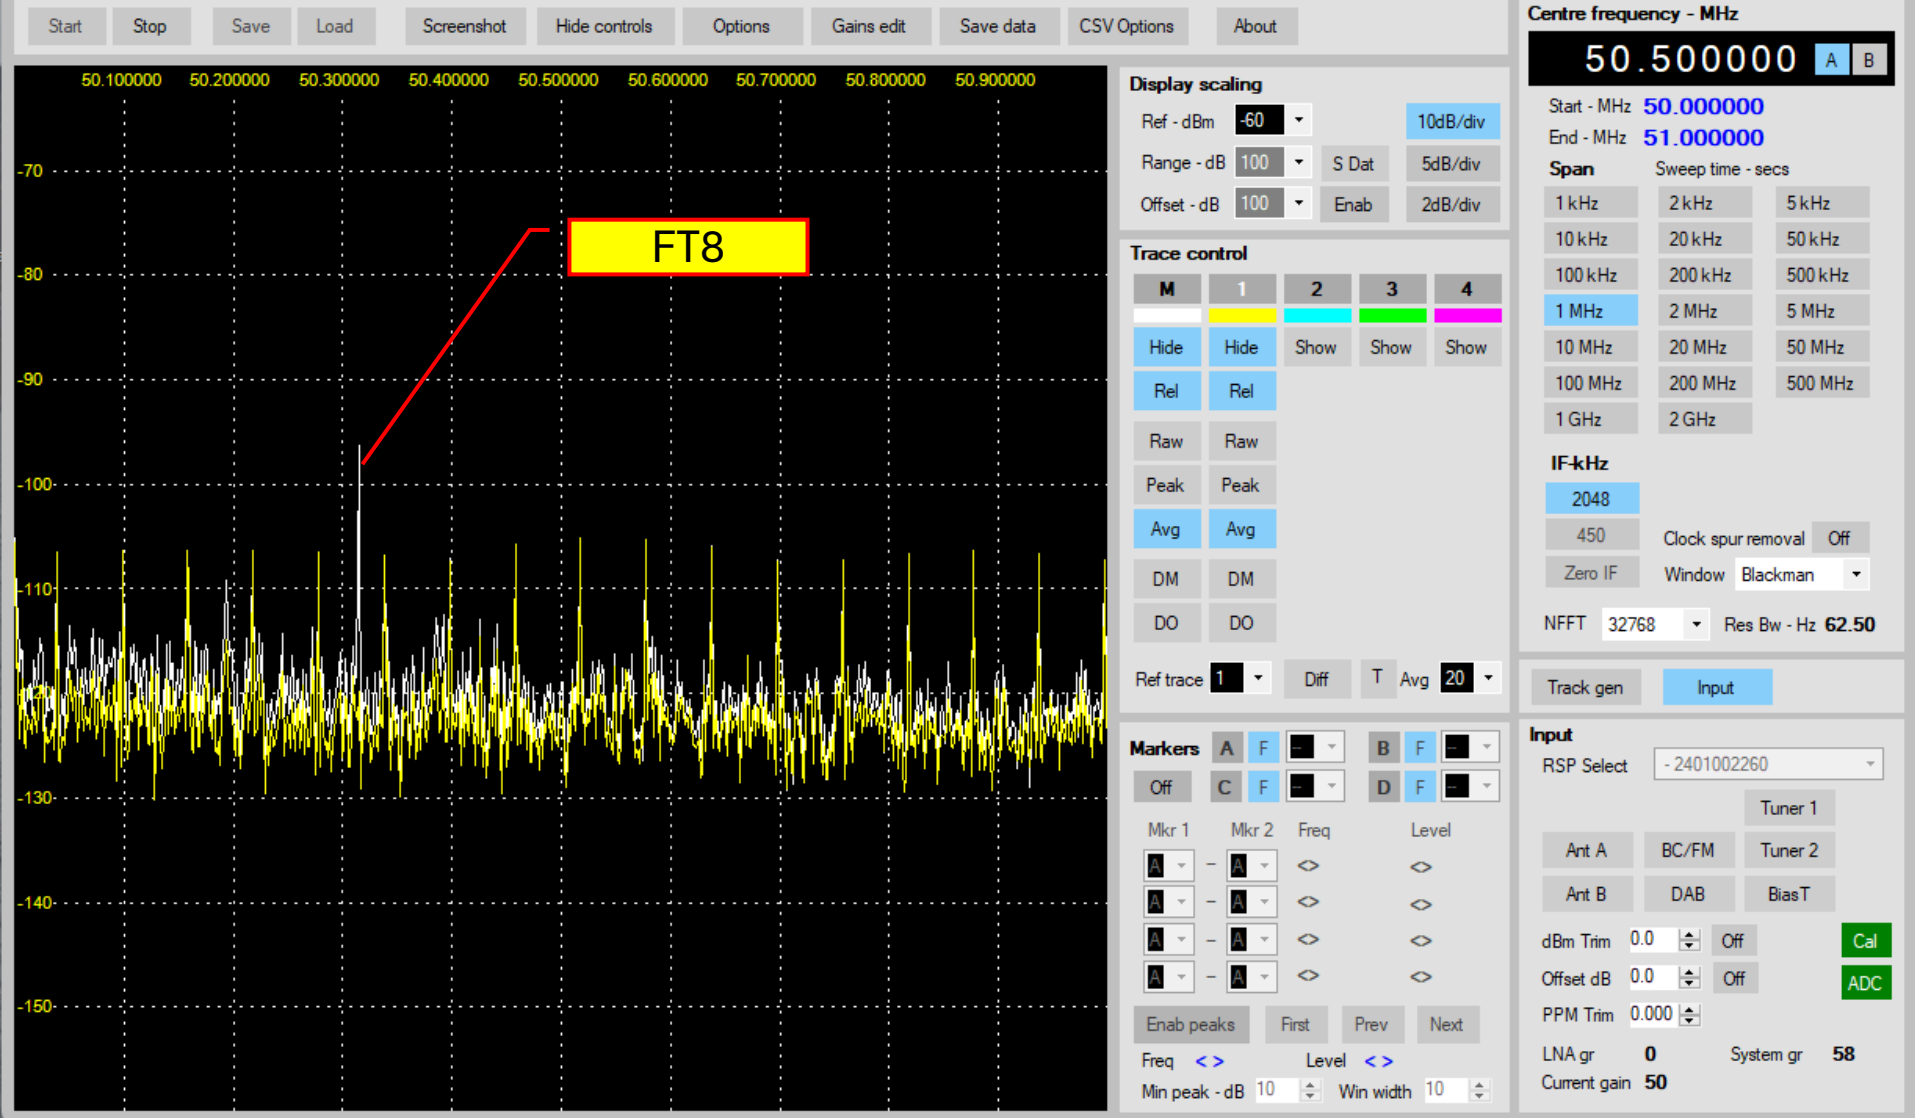 Start Stop Save Load Screenshot Hide controls Options Gains edit Save data CSV Options About
50.100000 50.200000 50.300000 50.400000 50.500000 50.600000 50.700000 50.800000 50.900000
-70
-80
-90
-100
-110
-120
-130
-140
-150
FT8
Display scaling
Ref - dBm -60 10dB/div
Range - dB 100 S Dat 5dB/div
Offset - dB 100 Enab 2dB/div
Trace control
M 1 2 3 4
Hide Hide Show Show Show
Rel Rel
Raw Raw
Peak Peak
Avg Avg
DM DM
DO DO
Ref trace 1 Diff T Avg 20
Markers A F -- B F --
Off C F -- D F --
Mkr 1 Mkr 2 Freq Level
A - A <> <>
A - A <> <>
A - A <> <>
A - A <> <>
Enab peaks First Prev Next
Freq < > Level < >
Min peak - dB 10 Win width 10
Centre frequency - MHz
50.500000 A B
Start - MHz 50.000000
End - MHz 51.000000
Span Sweep time - secs
1 kHz 2 kHz 5 kHz
10 kHz 20 kHz 50 kHz
100 kHz 200 kHz 500 kHz
1 MHz 2 MHz 5 MHz
10 MHz 20 MHz 50 MHz
100 MHz 200 MHz 500 MHz
1 GHz 2 GHz
IF-kHz
2048
450 Clock spur removal Off
Zero IF Window Blackman
NFFT 32768 Res Bw - Hz 62.50
Track gen Input
Input
RSP Select - 2401002260
Tuner 1
Ant A BC/FM Tuner 2
Ant B DAB BiasT
dBm Trim 0.0 Off Cal
Offset dB 0.0 Off ADC
PPM Trim 0.000
LNA gr 0 System gr 58
Current gain 50